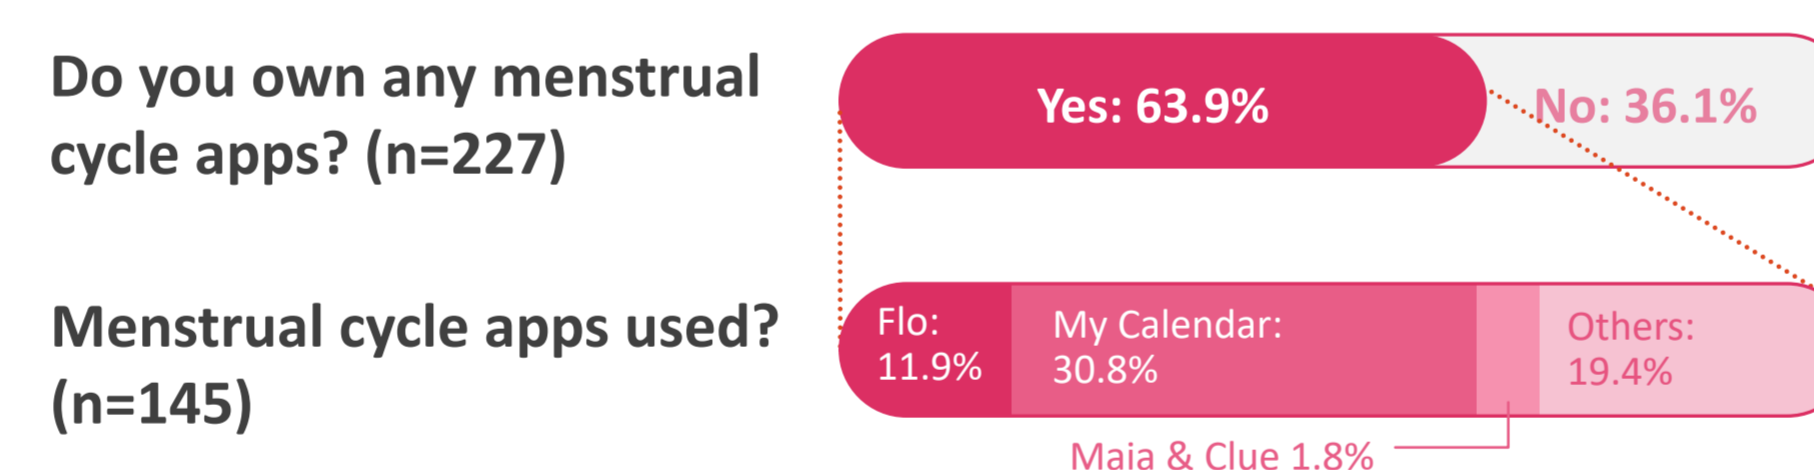 Do you own any menstrual
cycle apps? (n=227)
Yes: 63.9%
No: 36.1%
Menstrual cycle apps used?
(n=145)
Flo:
11.9%
My Calendar:
30.8%
Others:
19.4%
Maia & Clue 1.8%